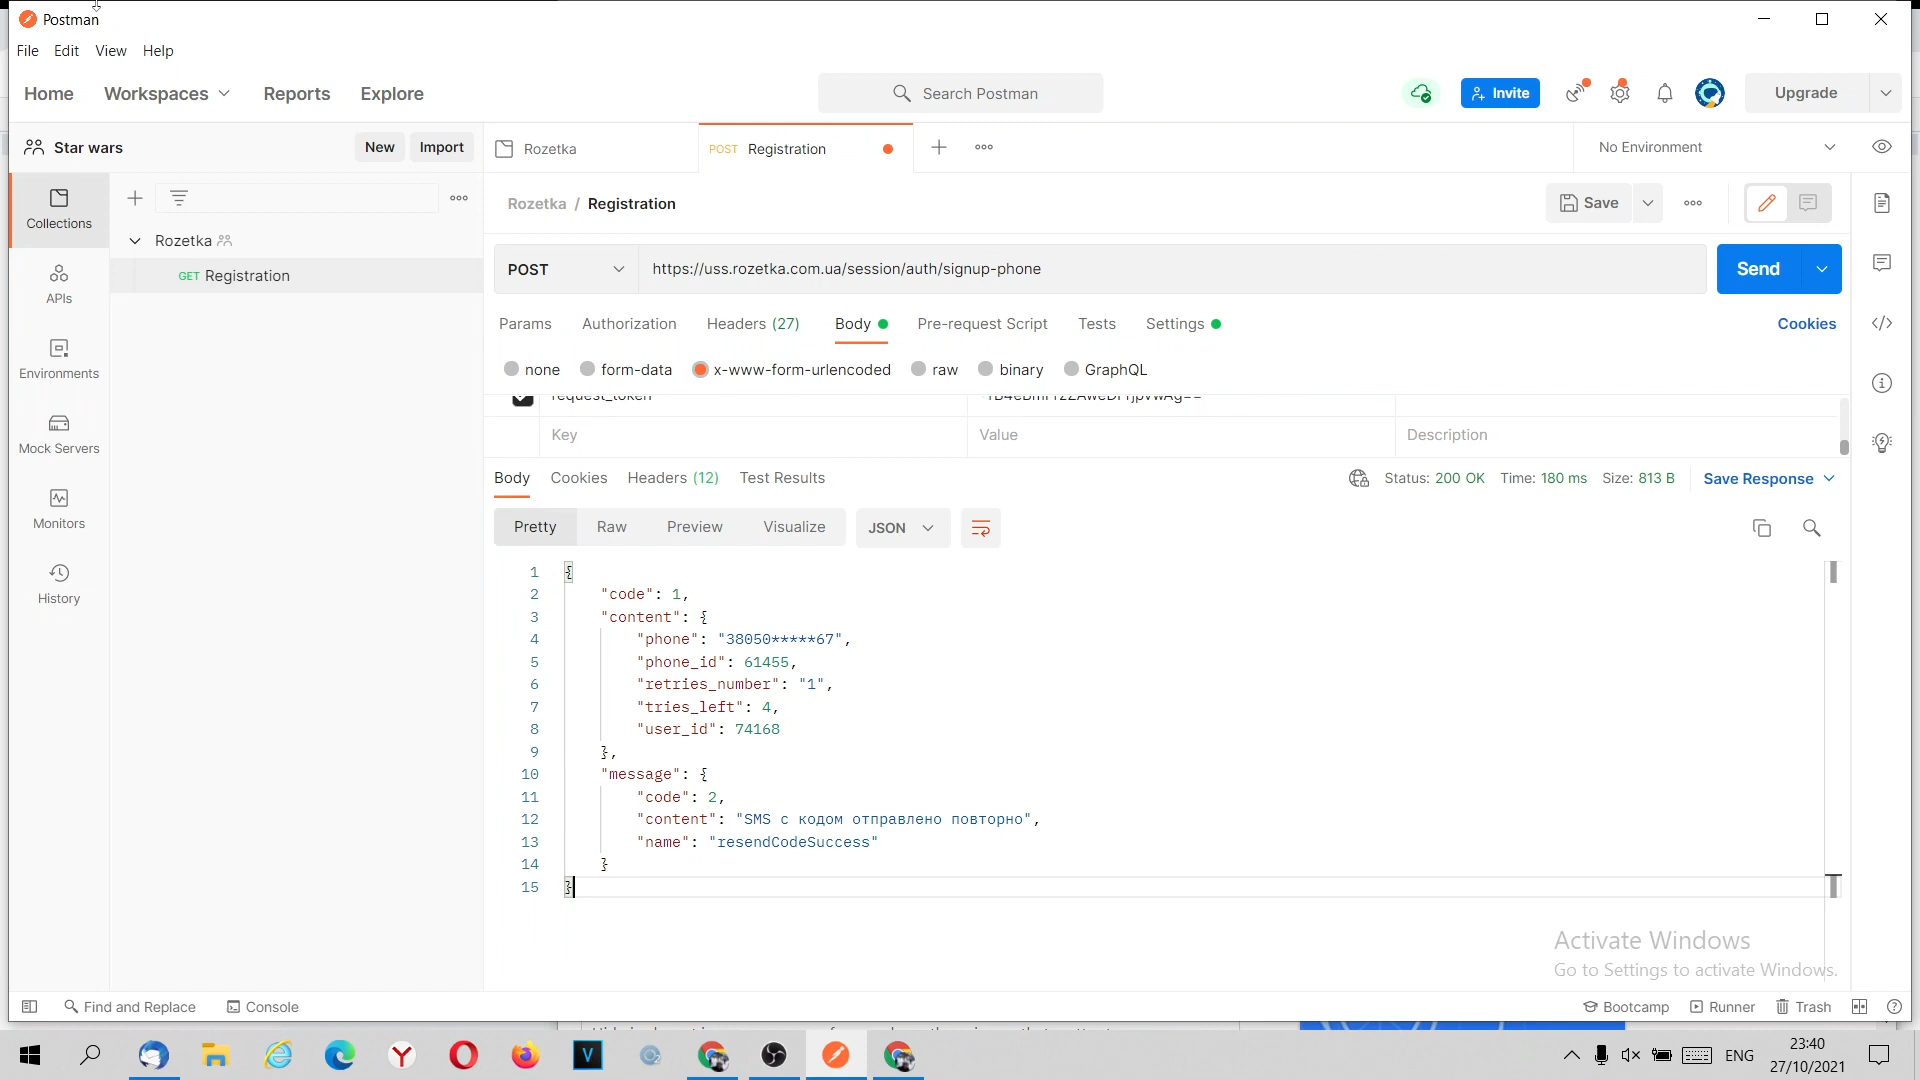 Postman
File Edit View Help
Home Workspaces Reports Explore Search Postman Invite Upgrade
Star wars New Import Rozetka POST Registration No Environment
Collections
Rozetka / Registration Save
Rozetka
GET Registration
POST https://uss.rozetka.com.ua/session/auth/signup-phone Send
APIs
Params Authorization Headers (27) Body Pre-request Script Tests Settings Cookies
Environments
none form-data x-www-form-urlencoded raw binary GraphQL
request_token
Key Value Description
Mock Servers
Body Cookies Headers (12) Test Results Status: 200 OK Time: 180 ms Size: 813 B Save Response
Monitors
Pretty Raw Preview Visualize JSON
History
1 {
2 "code": 1,
3 "content": {
4 "phone": "38050*****67",
5 "phone_id": 61455,
6 "retries_number": "1",
7 "tries_left": 4,
8 "user_id": 74168
9 },
10 "message": {
11 "code": 2,
12 "content": "SMS с кодом отправлено повторно",
13 "name": "resendCodeSuccess"
14 }
15 }
Activate Windows
Go to Settings to activate Windows.
Find and Replace Console Bootcamp Runner Trash
ENG 23:40
27/10/2021